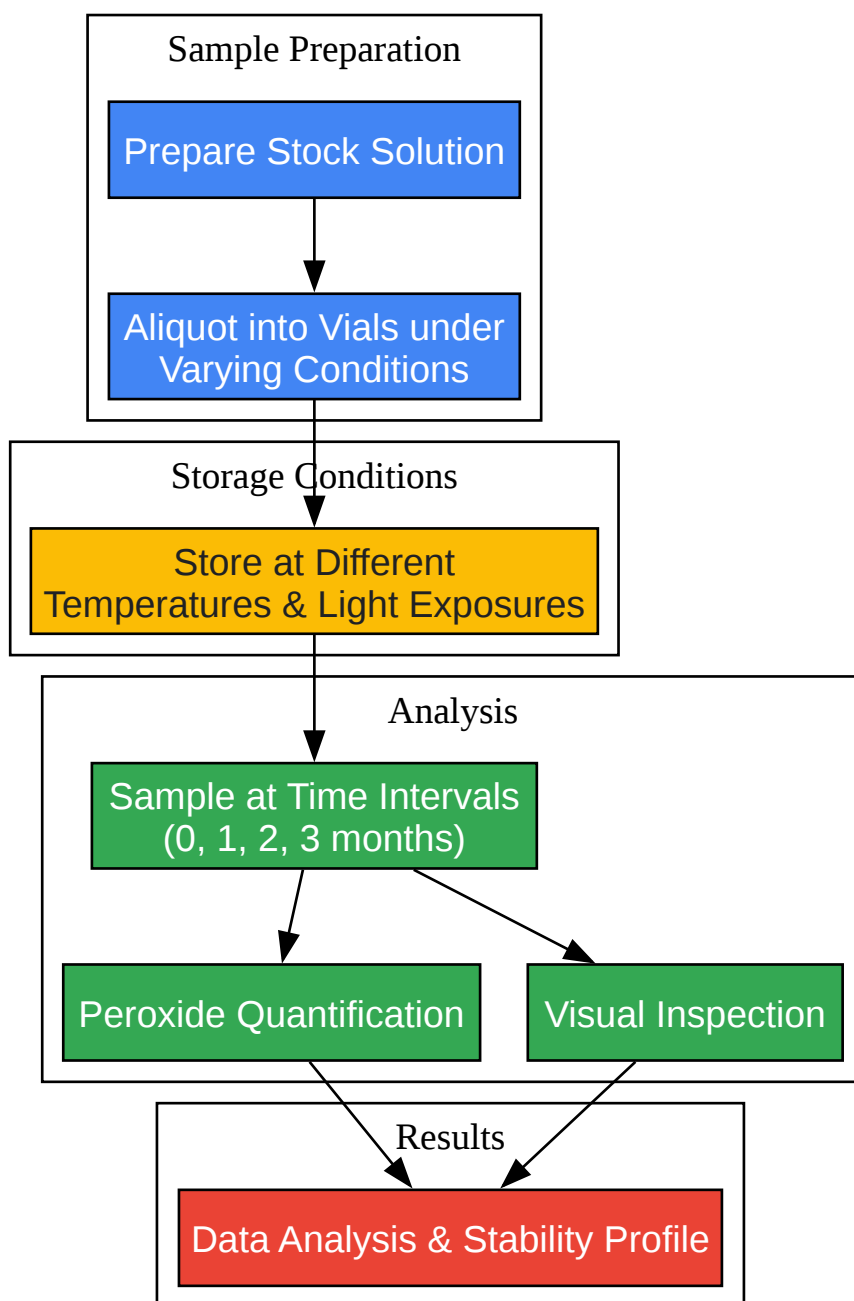 Sample Preparation
Prepare Stock Solution
Aliquot into Vials under
Varying Conditions
Storage Conditions
Store at Different
Temperatures & Light Exposures
Analysis
Sample at Time Intervals
(0, 1, 2, 3 months)
Peroxide Quantification
Visual Inspection
Results
Data Analysis & Stability Profile